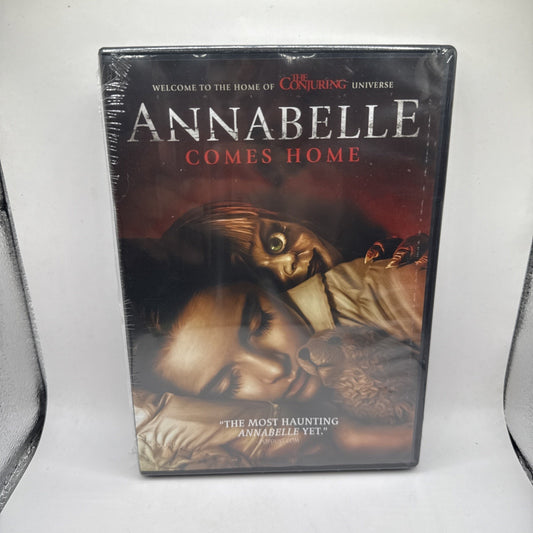 WELCOME TO THE HOME OF THE CONJURING UNIVERSE
ANNABELLE
COMES HOME
"THE MOST HAUNTING
ANNABELLE YET."